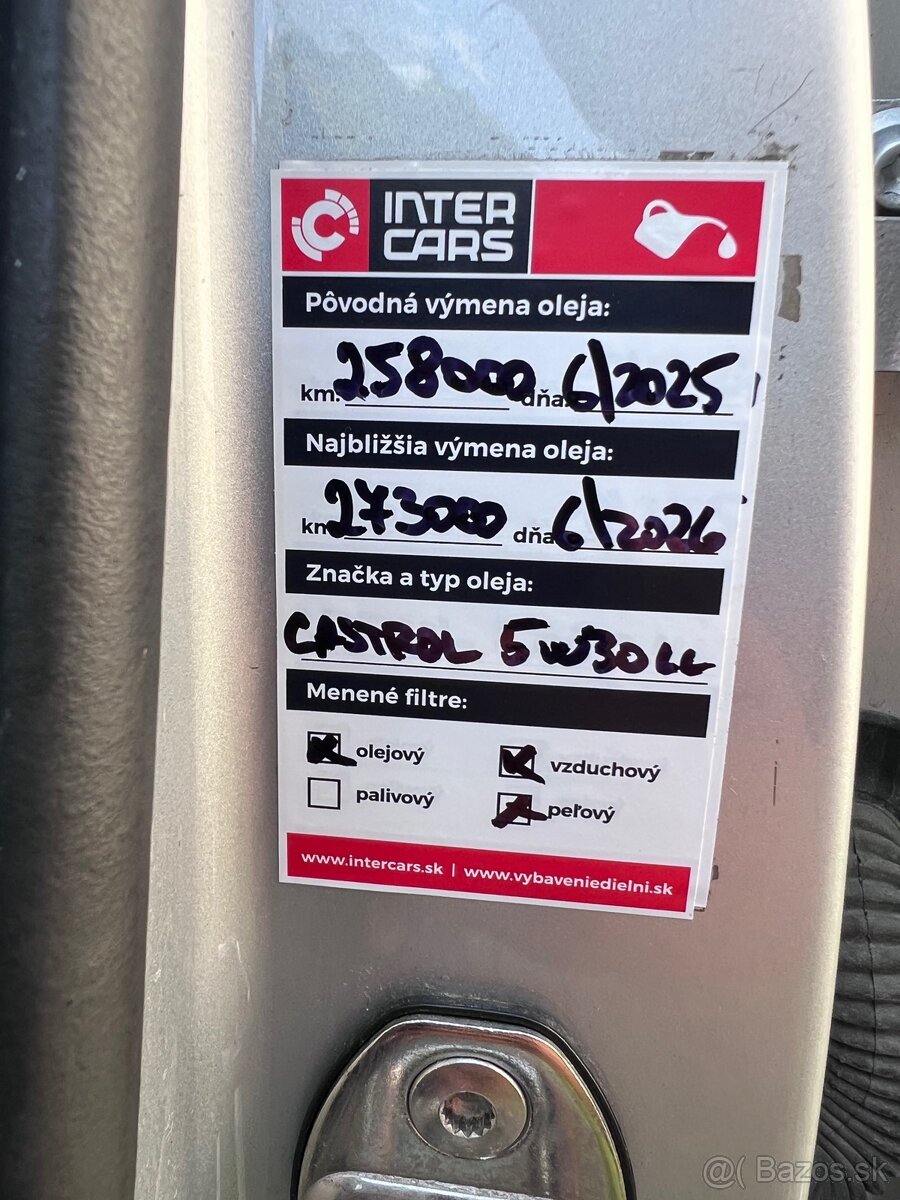 INTER
CARS
Pôvodná výmena oleja:
km: 258000 dňa: 6/2025
Najbližšia výmena oleja:
km 273000 dňa 6/2026
Značka a typ oleja:
CASTROL 5W30 LL
Menené filtre:
olejový vzduchový
palivový peľový
www.intercars.sk | www.vybaveniedielni.sk
@( Bazos.sk